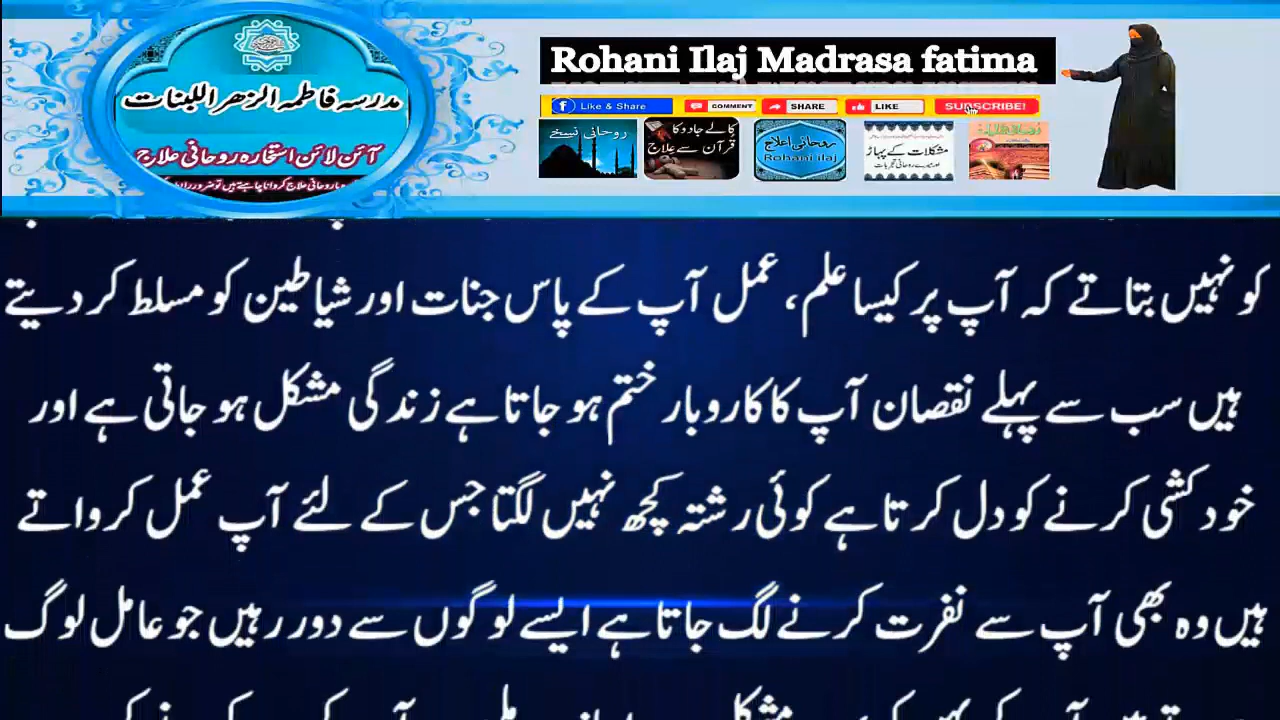 مدرسہ فاطمہ الزھرا للبنات
آن لائن استخارہ روحانی علاج
Rohani Ilaj Madrasa fatima
Like & Share
COMMENT
SHARE
LIKE
SUBSCRIBE!
روحانی نسخ
کالے جادو کا
قرآن سے علاج
روحانی علاج
Rohani ilaj
مشکلات کے پہاڑ
کو نہیں بتاتے کہ آپ پر کیسا علم، عمل آپ کے پاس جنات اور شیاطین کو مسلط کر دیتے
ہیں سب سے پہلے نقصان آپ کا کاروبار ختم ہو جاتا ہے زندگی مشکل ہو جاتی ہے اور
خود کشی کرنے کو دل کرتا ہے کوئی رشتہ کچھ نہیں لگتا جس کے لئے آپ عمل کرواتے
ہیں وہ بھی آپ سے نفرت کرنے لگ جاتا ہے ایسے لوگوں سے دور رہیں جو عامل لوگ